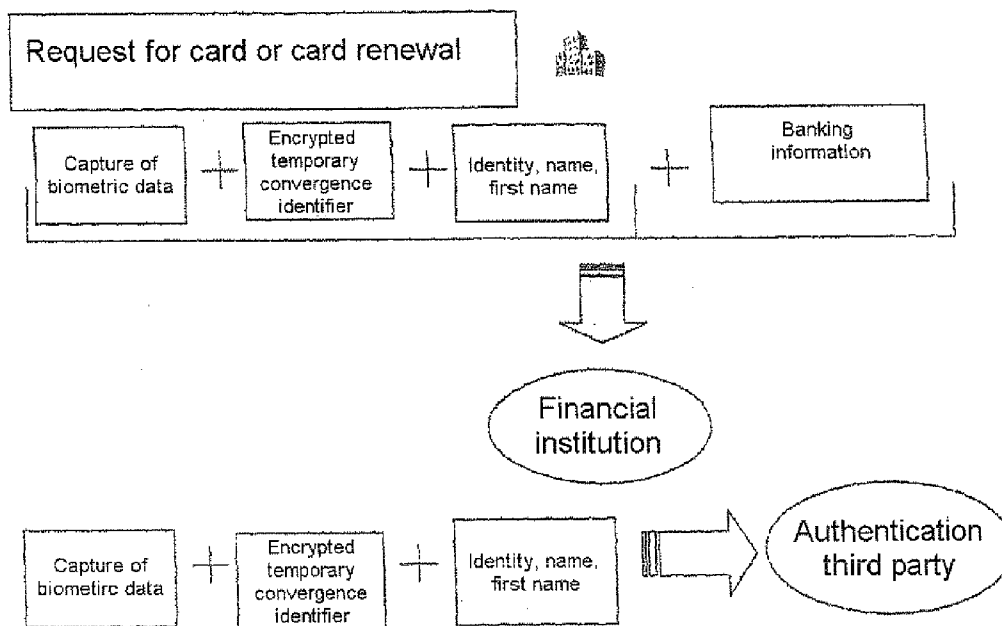 Request for card or card renewal
Capture of
biometric data
Encrypted
temporary
convergence
identifier
Identity, name,
first name
Banking
information
Financial
institution
Capture of
biometirc data
Encrypted
temporary
convergence
identifier
Identity, name,
first name
Authentication
third party